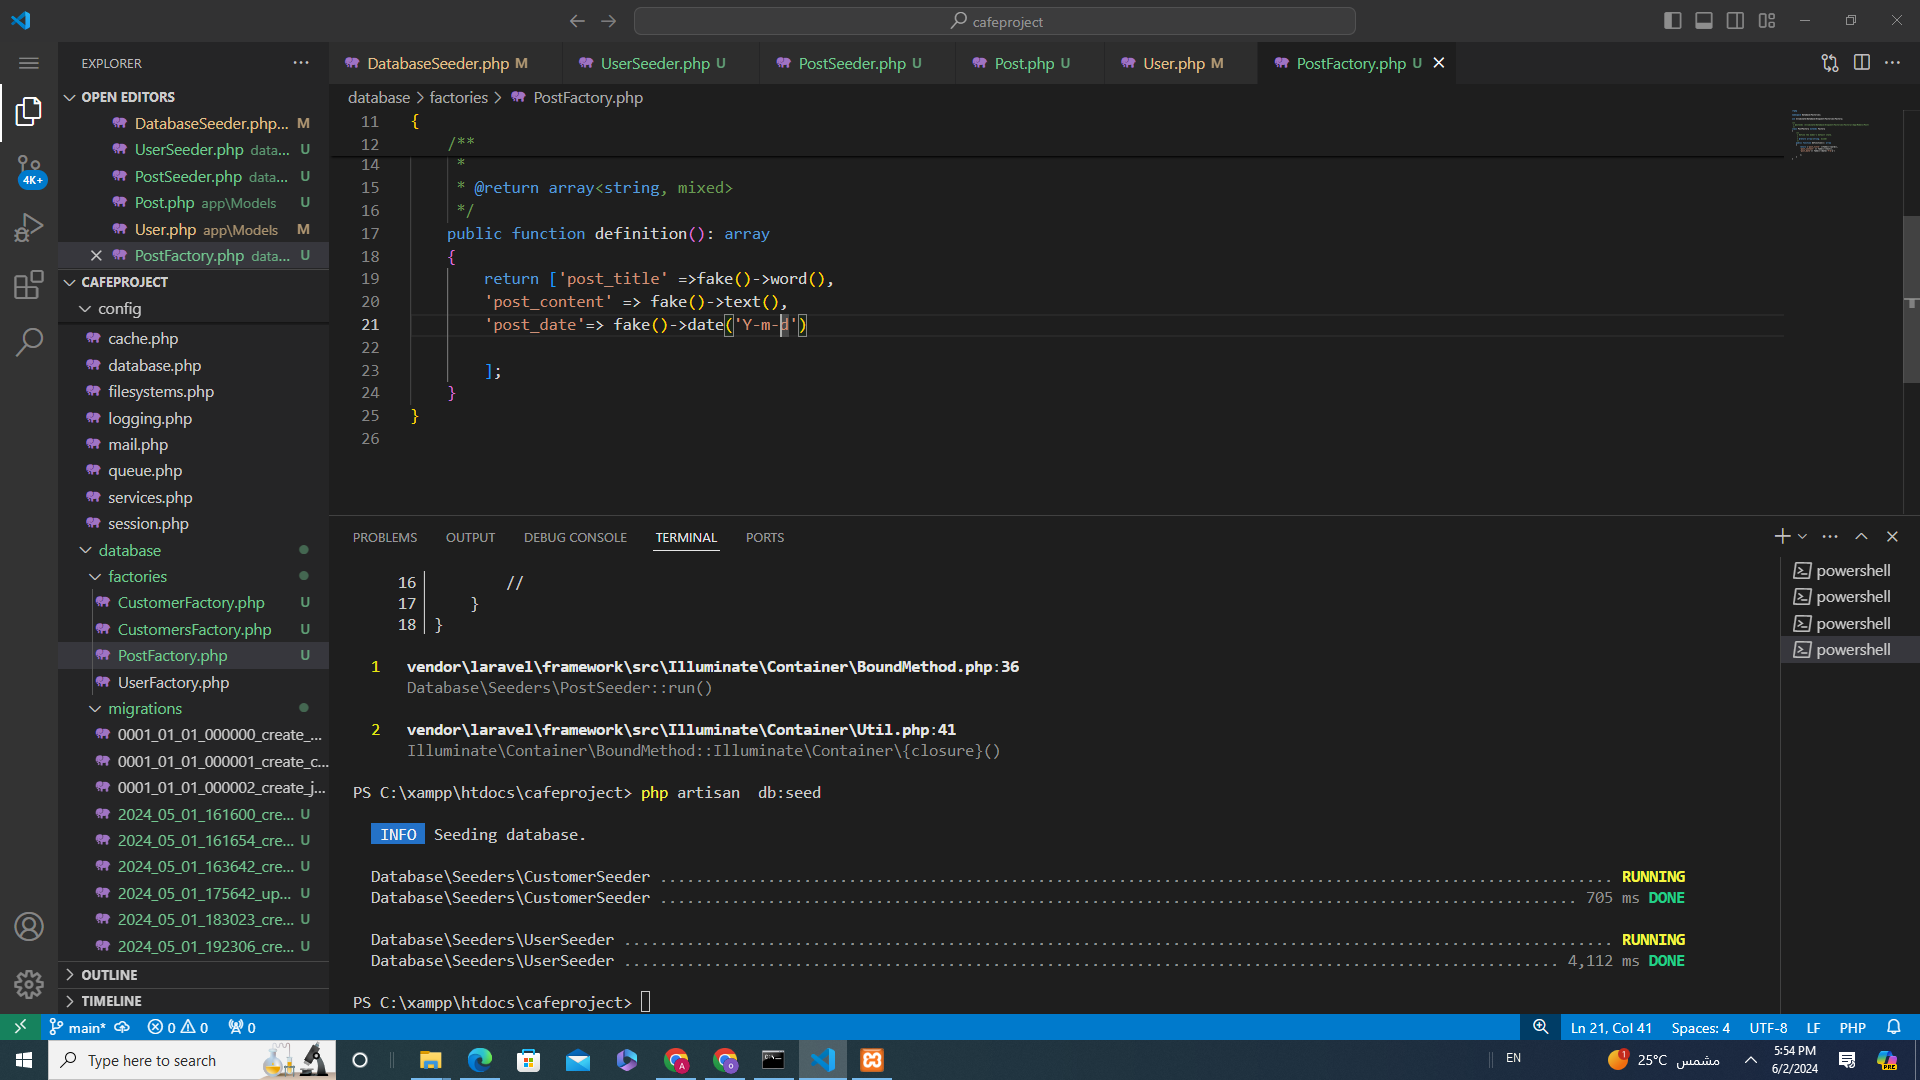 cafeproject
EXPLORER
OPEN EDITORS
DatabaseSeeder.php... M
UserSeeder.php data... U
PostSeeder.php data... U
Post.php app\Models U
User.php app\Models M
PostFactory.php data... U
CAFEPROJECT
config
cache.php
database.php
filesystems.php
logging.php
mail.php
queue.php
services.php
session.php
database
factories
CustomerFactory.php U
CustomersFactory.php U
PostFactory.php U
UserFactory.php
migrations
0001_01_01_000000_create_...
0001_01_01_000001_create_c...
0001_01_01_000002_create_j...
2024_05_01_161600_cre... U
2024_05_01_161654_cre... U
2024_05_01_163642_cre... U
2024_05_01_175642_up... U
2024_05_01_183023_cre... U
2024_05_01_192306_cre... U
OUTLINE
TIMELINE
4K+
DatabaseSeeder.php M
UserSeeder.php U
PostSeeder.php U
Post.php U
User.php M
PostFactory.php U
database > factories > PostFactory.php
11 {
12 /**
14 *
15 * @return array<string, mixed>
16 */
17 public function definition(): array
18 {
19 return ['post_title' =>fake()->word(),
20 'post_content' => fake()->text(),
21 'post_date'=> fake()->date('Y-m-d')
22
23 ];
24 }
25 }
26
PROBLEMS OUTPUT DEBUG CONSOLE TERMINAL PORTS
powershell
powershell
powershell
powershell
16 //
17 }
18 }
1 vendor\laravel\framework\src\Illuminate\Container\BoundMethod.php:36
Database\Seeders\PostSeeder::run()
2 vendor\laravel\framework\src\Illuminate\Container\Util.php:41
Illuminate\Container\BoundMethod::Illuminate\Container\{closure}()
PS C:\xampp\htdocs\cafeproject> php artisan  db:seed
INFO Seeding database.
Database\Seeders\CustomerSeeder ... RUNNING
Database\Seeders\CustomerSeeder ... 705 ms DONE
Database\Seeders\UserSeeder ... RUNNING
Database\Seeders\UserSeeder ... 4,112 ms DONE
PS C:\xampp\htdocs\cafeproject>
main* 0 0 0
Ln 21, Col 41 Spaces: 4 UTF-8 LF PHP
Type here to search
EN
1
25°C مشمس
5:54 PM
6/2/2024